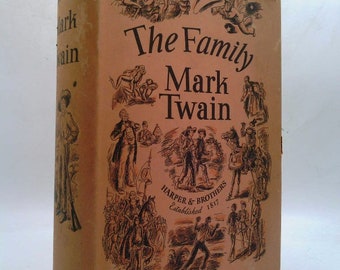 Mark
Twain
The Family
Mark
Twain
HARPER & BROTHERS
Established 1817